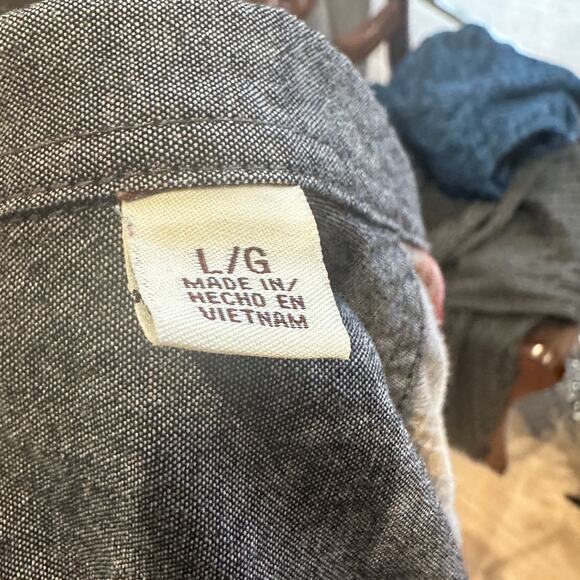 L/G
MADE IN/
HECHO EN
VIETNAM